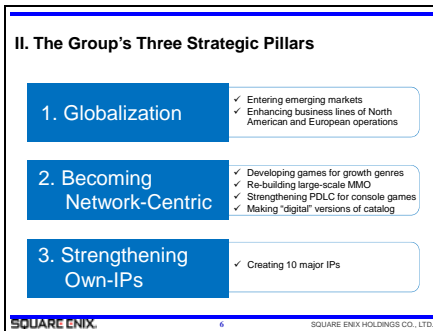 II. The Group's Three Strategic Pillars
1. Globalization
✓ Entering emerging markets
✓ Enhancing business lines of North
American and European operations
2. Becoming
Network-Centric
✓ Developing games for growth genres
✓ Re-building large-scale MMO
✓ Strengthening PDLC for console games
✓ Making “digital” versions of catalog
3. Strengthening
Own-IPs
✓ Creating 10 major IPs
SQUARE ENIX.
6
SQUARE ENIX HOLDINGS CO., LTD.